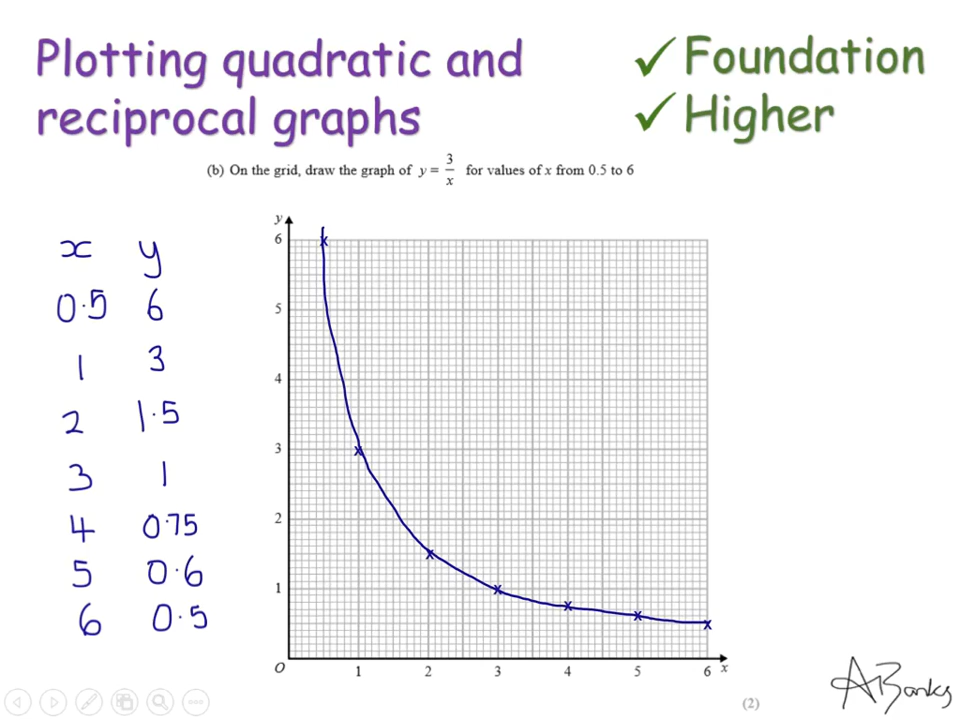 Plotting quadratic and
reciprocal graphs
✓ Foundation
✓ Higher
(b) On the grid, draw the graph of y = 3/x for values of x from 0.5 to 6
x y
0.5 6
1 3
2 1.5
3 1
4 0.75
5 0.6
6 0.5
y
6
5
4
3
2
1
O 1 2 3 4 5 6 x
(2)
A Banks